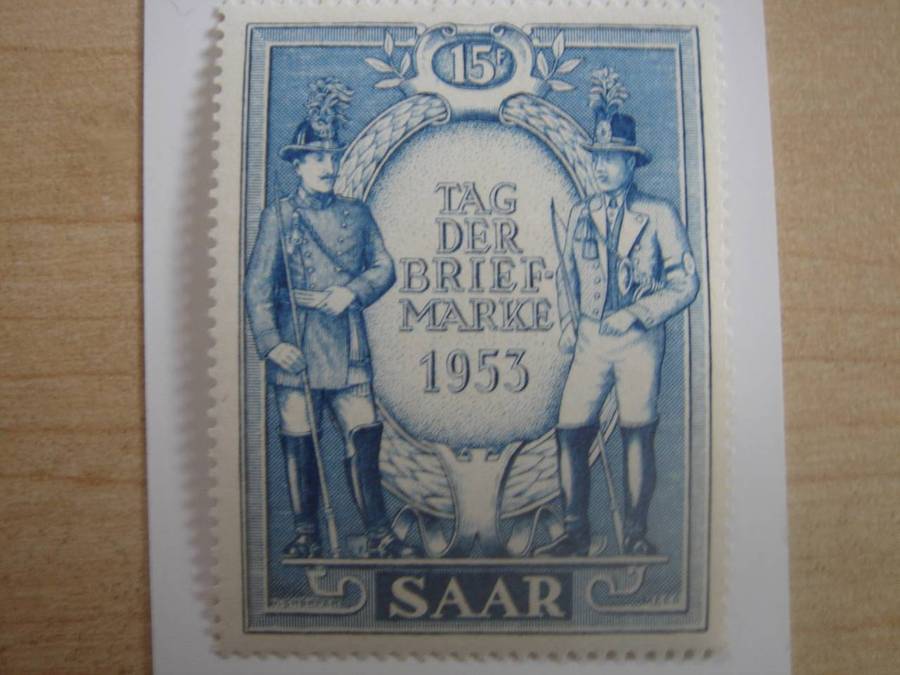 15F
TAG
DER
BRIEF-
MARKE
1953
SAAR